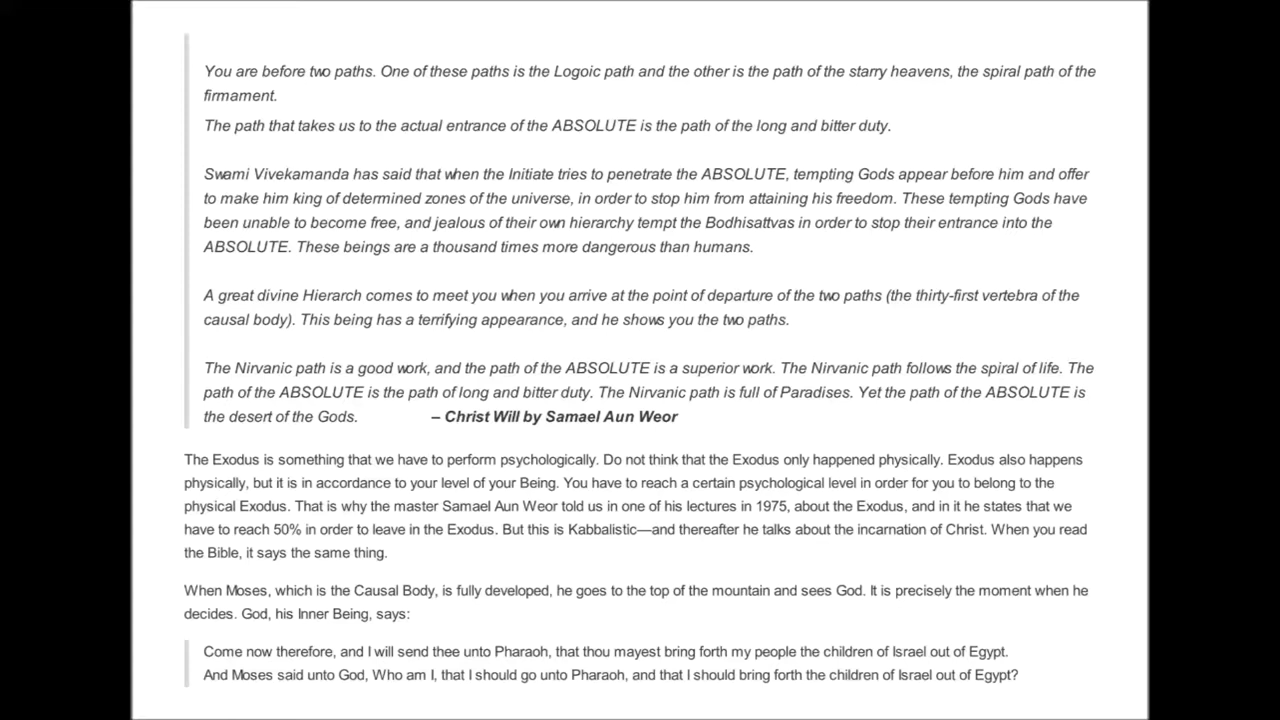 You are before two paths. One of these paths is the Logoic path and the other is the path of the starry heavens, the spiral path of the
firmament.
The path that takes us to the actual entrance of the ABSOLUTE is the path of the long and bitter duty.
Swami Vivekamanda has said that when the Initiate tries to penetrate the ABSOLUTE, tempting Gods appear before him and offer
to make him king of determined zones of the universe, in order to stop him from attaining his freedom. These tempting Gods have
been unable to become free, and jealous of their own hierarchy tempt the Bodhisattvas in order to stop their entrance into the
ABSOLUTE. These beings are a thousand times more dangerous than humans.
A great divine Hierarch comes to meet you when you arrive at the point of departure of the two paths (the thirty-first vertebra of the
causal body). This being has a terrifying appearance, and he shows you the two paths.
The Nirvanic path is a good work, and the path of the ABSOLUTE is a superior work. The Nirvanic path follows the spiral of life. The
path of the ABSOLUTE is the path of long and bitter duty. The Nirvanic path is full of Paradises. Yet the path of the ABSOLUTE is
the desert of the Gods. – Christ Will by Samael Aun Weor
The Exodus is something that we have to perform psychologically. Do not think that the Exodus only happened physically. Exodus also happens
physically, but it is in accordance to your level of your Being. You have to reach a certain psychological level in order for you to belong to the
physical Exodus. That is why the master Samael Aun Weor told us in one of his lectures in 1975, about the Exodus, and in it he states that we
have to reach 50% in order to leave in the Exodus. But this is Kabbalistic—and thereafter he talks about the incarnation of Christ. When you read
the Bible, it says the same thing.
When Moses, which is the Causal Body, is fully developed, he goes to the top of the mountain and sees God. It is precisely the moment when he
decides. God, his Inner Being, says:
Come now therefore, and I will send thee unto Pharaoh, that thou mayest bring forth my people the children of Israel out of Egypt.
And Moses said unto God, Who am I, that I should go unto Pharaoh, and that I should bring forth the children of Israel out of Egypt?